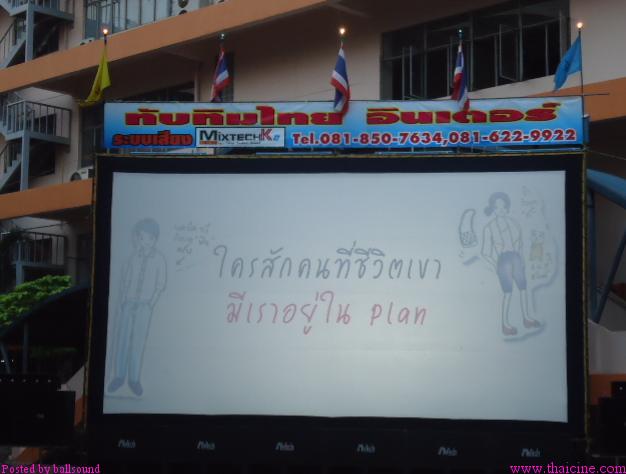 ทับทิมไทย อินเตอร์
ระบบเสียง MIXTECH Tel.081-850-7634,081-622-9922
ใครสักคนที่ชีวิตเขา
มีเราอยู่ใน Plan
Posted by ballsound
www.thaicine.com